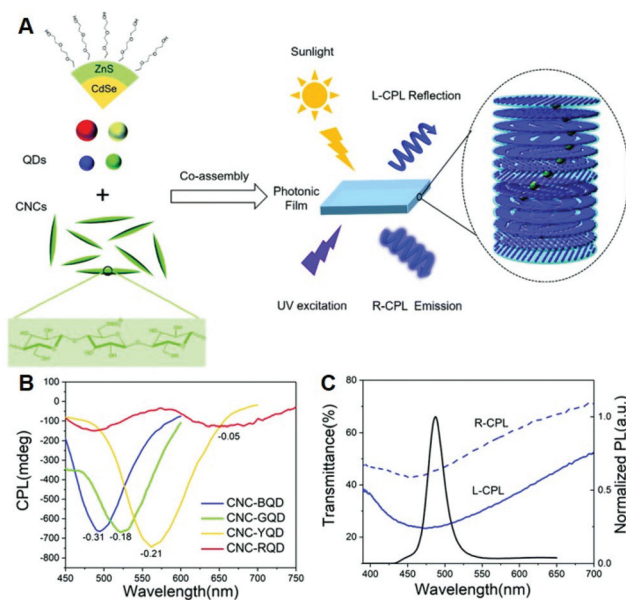 A
ZnS
CdSe
QDs
+
CNCs
Co-assembly
Sunlight
L-CPL Reflection
Photonic
Film
UV excitation
R-CPL Emission
B
CPL(mdeg)
100
50
0
-100
-200
-300
-400
-500
-600
-700
-800
-0.31
-0.18
-0.21
-0.05
CNC-BQD
CNC-GQD
CNC-YQD
CNC-RQD
450 500 550 600 650 700 750
Wavelength(nm)
C
Transmittance(%)
80
60
40
20
R-CPL
L-CPL
1.0
0.5
0.0
Normalized PL(a.u.)
400 450 500 550 600 650 700
Wavelength(nm)